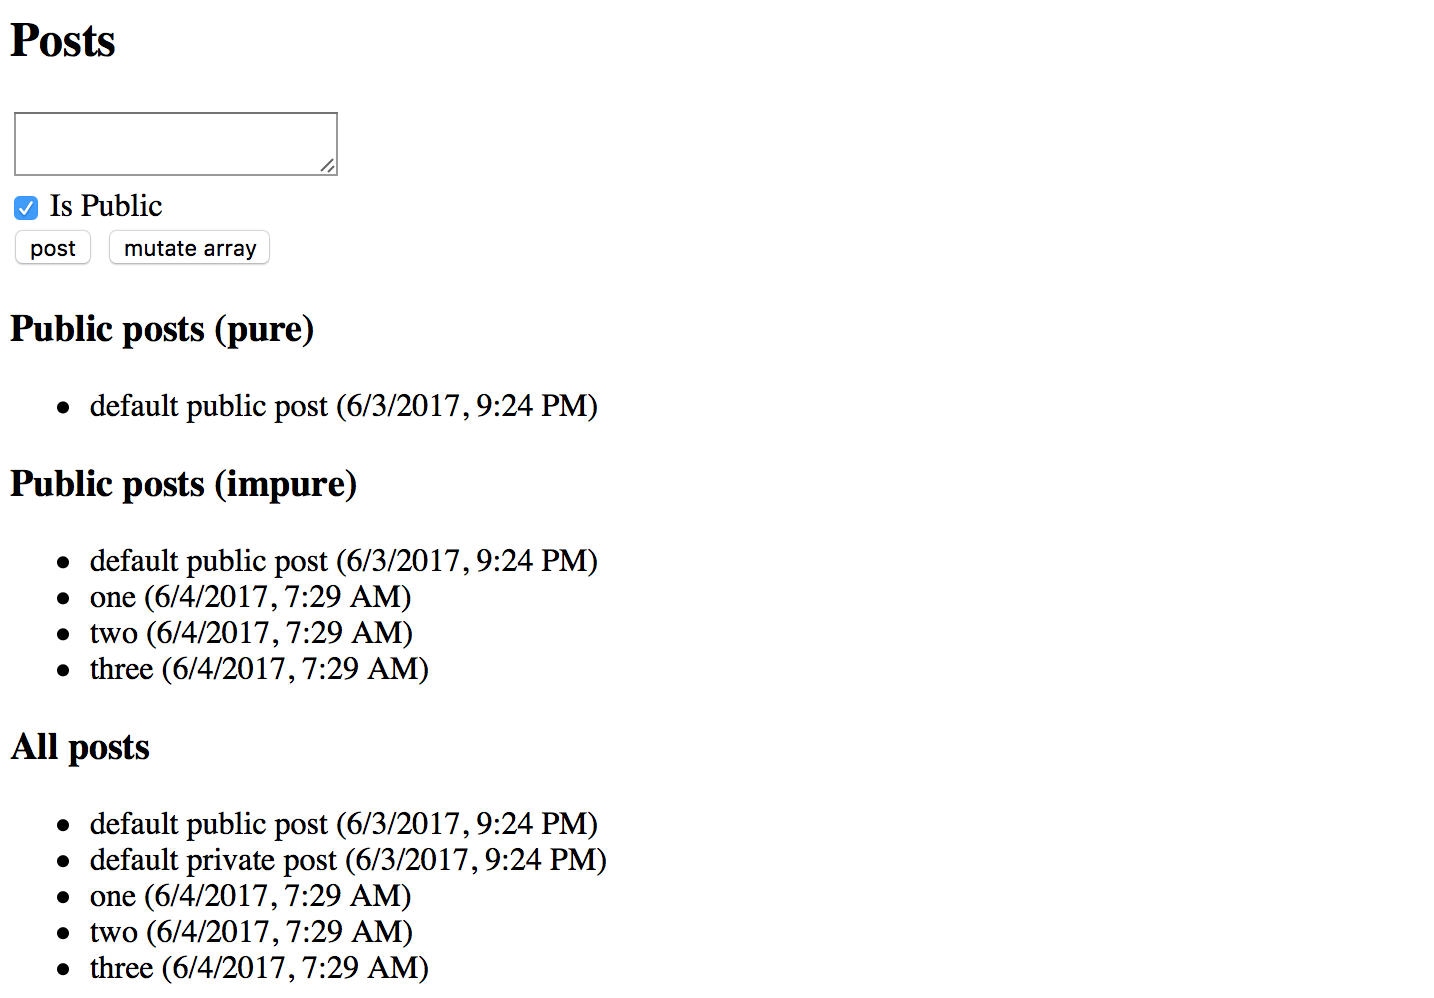 Posts
Is Public
post mutate array
Public posts (pure)
default public post (6/3/2017, 9:24 PM)
Public posts (impure)
default public post (6/3/2017, 9:24 PM)
one (6/4/2017, 7:29 AM)
two (6/4/2017, 7:29 AM)
three (6/4/2017, 7:29 AM)
All posts
default public post (6/3/2017, 9:24 PM)
default private post (6/3/2017, 9:24 PM)
one (6/4/2017, 7:29 AM)
two (6/4/2017, 7:29 AM)
three (6/4/2017, 7:29 AM)